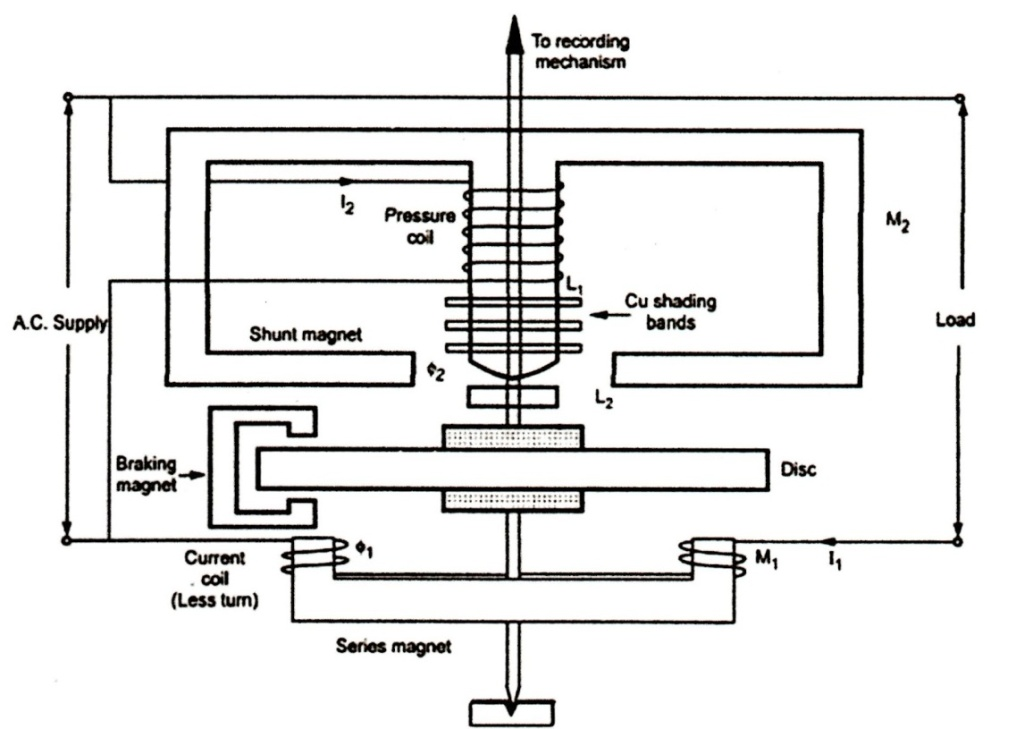 To recording
mechanism
I₂
Pressure
coil
M₂
L₁
Cu shading
bands
A.C. Supply
Load
Shunt magnet
ϕ₂
L₂
Braking
magnet
Disc
ϕ₁
Current
coil
(Less turn)
M₁
I₁
Series magnet